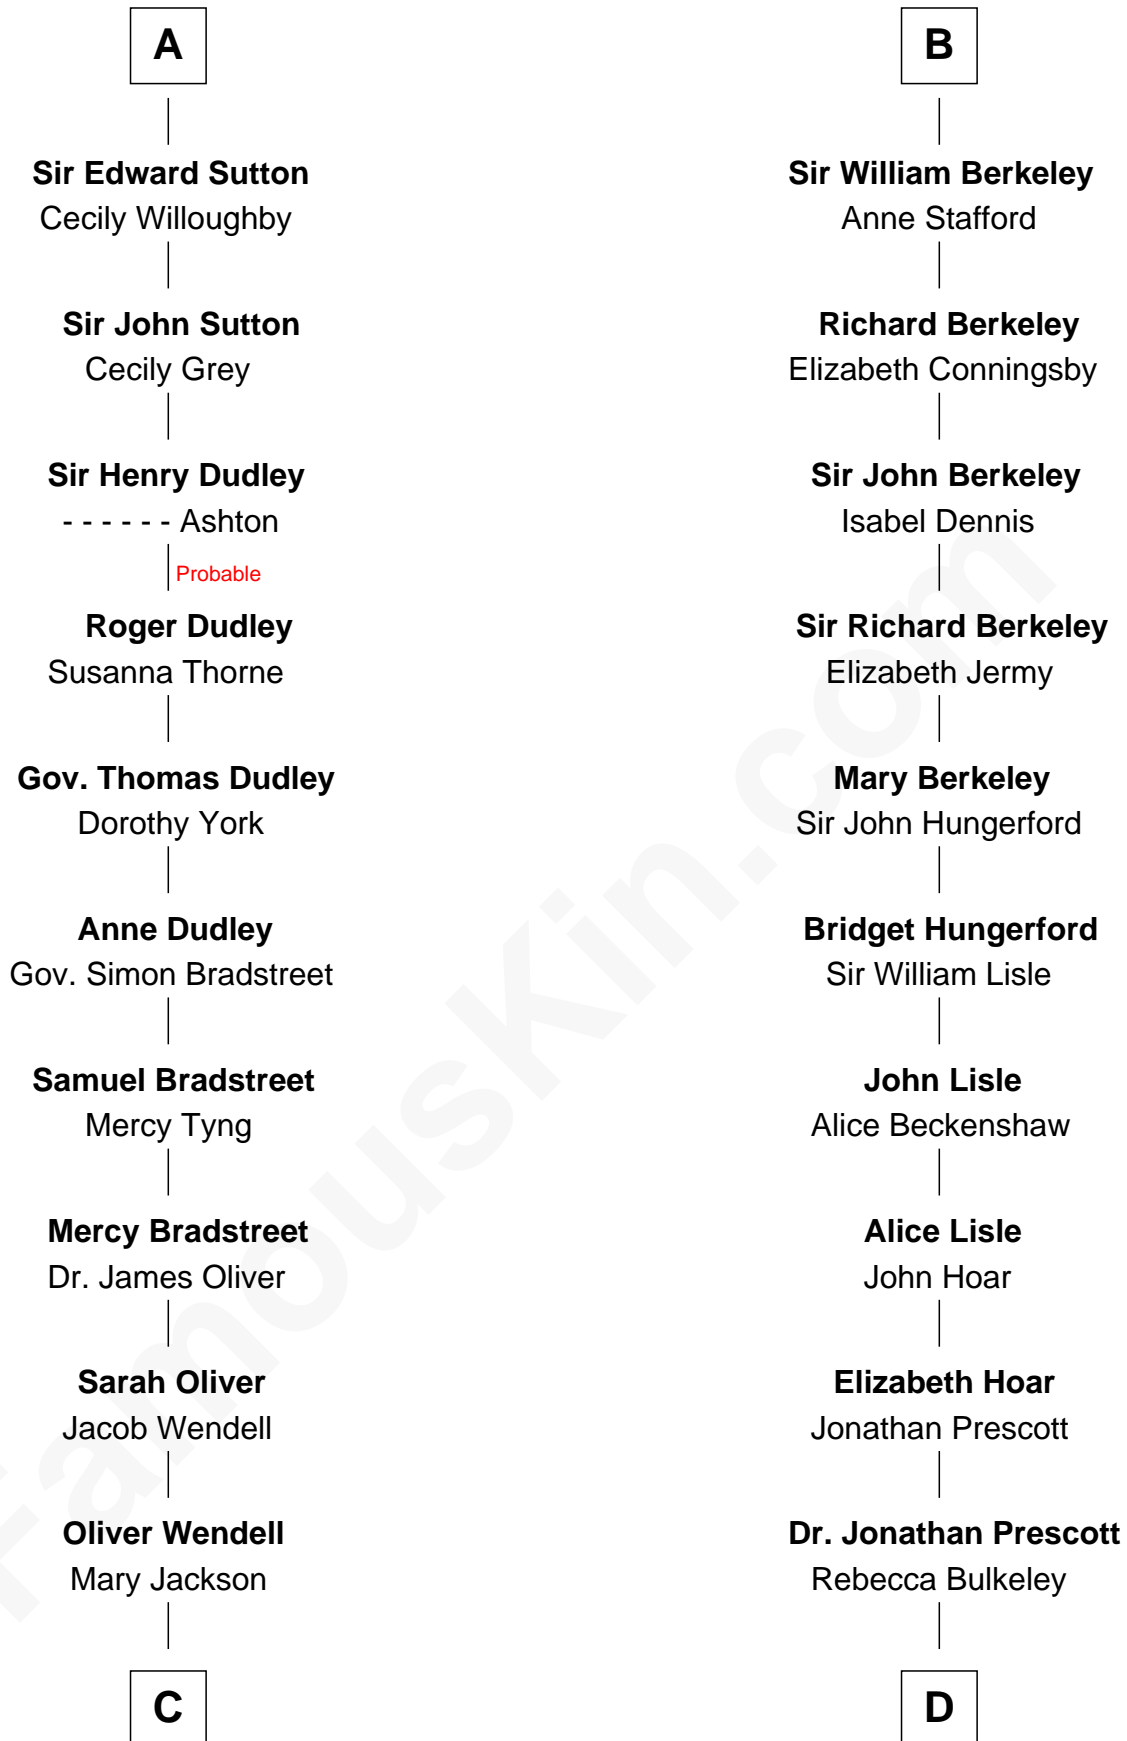 A
Sir Edward Sutton
Cecily Willoughby
Sir John Sutton
Cecily Grey
Sir Henry Dudley
- - - - - - Ashton
Probable
Roger Dudley
Susanna Thorne
Gov. Thomas Dudley
Dorothy York
Anne Dudley
Gov. Simon Bradstreet
Samuel Bradstreet
Mercy Tyng
Mercy Bradstreet
Dr. James Oliver
Sarah Oliver
Jacob Wendell
Oliver Wendell
Mary Jackson
C
B
Sir William Berkeley
Anne Stafford
Richard Berkeley
Elizabeth Conningsby
Sir John Berkeley
Isabel Dennis
Sir Richard Berkeley
Elizabeth Jermy
Mary Berkeley
Sir John Hungerford
Bridget Hungerford
Sir William Lisle
John Lisle
Alice Beckenshaw
Alice Lisle
John Hoar
Elizabeth Hoar
Jonathan Prescott
Dr. Jonathan Prescott
Rebecca Bulkeley
D
FamousKin.com